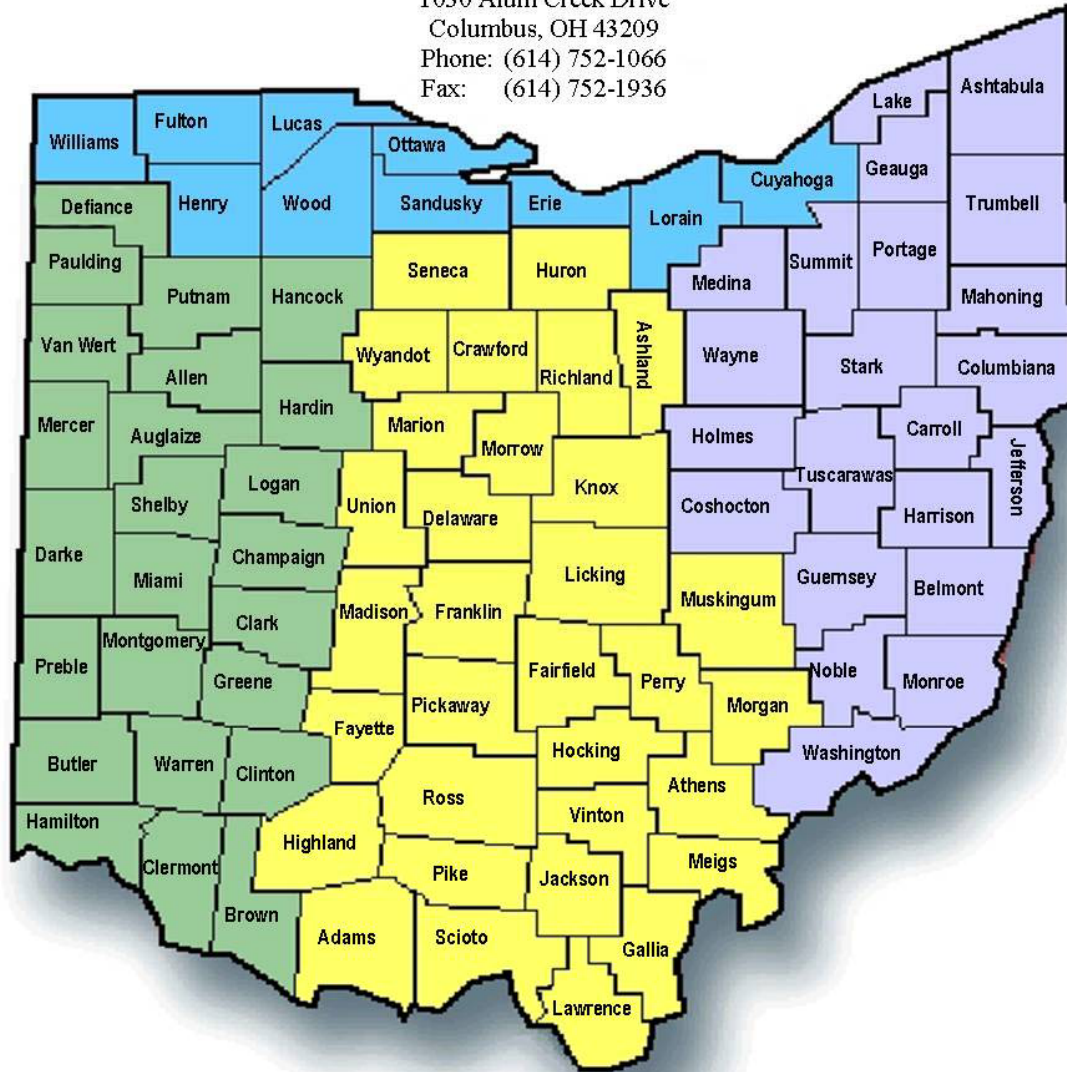 1030 Alum Creek Drive
Columbus, OH 43209
Phone: (614) 752-1066
Fax: (614) 752-1936
Ashtabula
Lake
Fulton
Lucas
Williams
Ottawa
Geauga
Cuyahoga
Defiance
Henry
Wood
Sandusky
Erie
Lorain
Trumbell
Paulding
Seneca
Huron
Medina
Summit
Portage
Putnam
Hancock
Mahoning
Van Wert
Wyandot
Crawford
Ashland
Wayne
Stark
Columbiana
Allen
Richland
Mercer
Hardin
Marion
Auglaize
Morrow
Holmes
Carroll
Jefferson
Logan
Knox
Tuscarawas
Shelby
Union
Delaware
Coshocton
Harrison
Darke
Champaign
Miami
Licking
Guernsey
Belmont
Clark
Madison
Franklin
Muskingum
Montgomery
Preble
Greene
Fairfield
Perry
Noble
Monroe
Pickaway
Morgan
Fayette
Butler
Warren
Clinton
Hocking
Washington
Athens
Ross
Vinton
Hamilton
Highland
Clermont
Pike
Jackson
Meigs
Brown
Adams
Scioto
Gallia
Lawrence